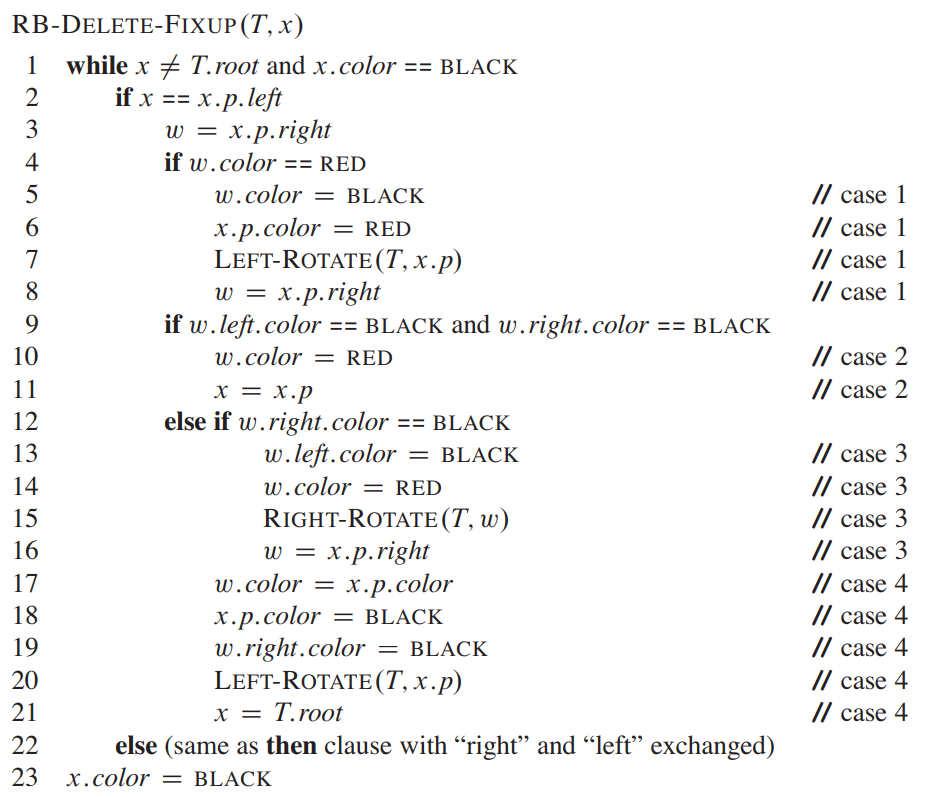 RB-DELETE-FIXUP(T, x)
1 while x ≠ T.root and x.color == BLACK
2 if x == x.p.left
3 w = x.p.right
4 if w.color == RED
5 w.color = BLACK // case 1
6 x.p.color = RED // case 1
7 LEFT-ROTATE(T, x.p) // case 1
8 w = x.p.right // case 1
9 if w.left.color == BLACK and w.right.color == BLACK
10 w.color = RED // case 2
11 x = x.p // case 2
12 else if w.right.color == BLACK
13 w.left.color = BLACK // case 3
14 w.color = RED // case 3
15 RIGHT-ROTATE(T, w) // case 3
16 w = x.p.right // case 3
17 w.color = x.p.color // case 4
18 x.p.color = BLACK // case 4
19 w.right.color = BLACK // case 4
20 LEFT-ROTATE(T, x.p) // case 4
21 x = T.root // case 4
22 else (same as then clause with “right” and “left” exchanged)
23 x.color = BLACK